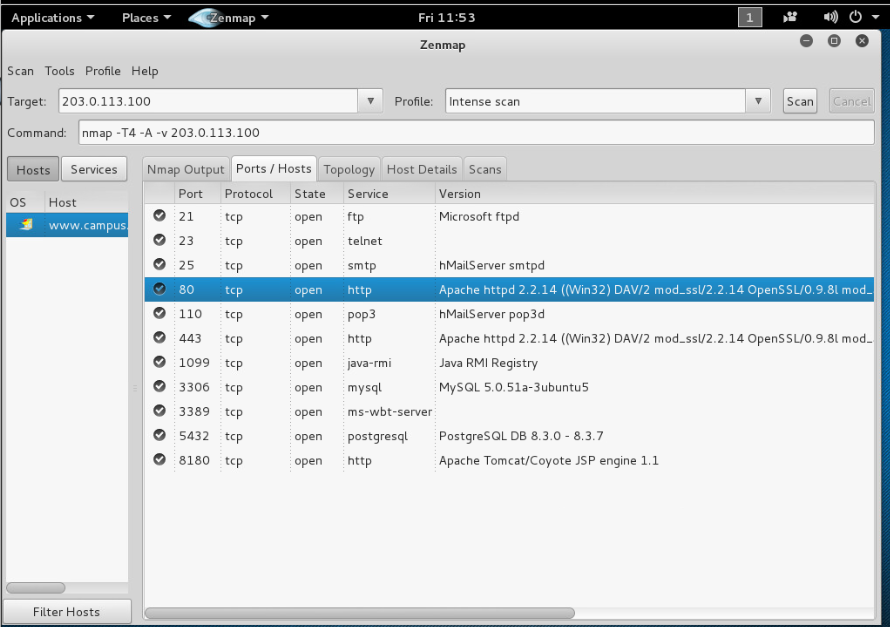 Applications Places Zenmap Fri 11:53 1
Zenmap
Scan Tools Profile Help
Target: 203.0.113.100 Profile: Intense scan Scan Cancel
Command: nmap -T4 -A -v 203.0.113.100
Hosts Services Nmap Output Ports / Hosts Topology Host Details Scans
OS Host Port Protocol State Service Version
www.campus.
21 tcp open ftp Microsoft ftpd
23 tcp open telnet
25 tcp open smtp hMailServer smtpd
80 tcp open http Apache httpd 2.2.14 ((Win32) DAV/2 mod_ssl/2.2.14 OpenSSL/0.9.8l mod_
110 tcp open pop3 hMailServer pop3d
443 tcp open http Apache httpd 2.2.14 ((Win32) DAV/2 mod_ssl/2.2.14 OpenSSL/0.9.8l mod_
1099 tcp open java-rmi Java RMI Registry
3306 tcp open mysql MySQL 5.0.51a-3ubuntu5
3389 tcp open ms-wbt-server
5432 tcp open postgresql PostgreSQL DB 8.3.0 - 8.3.7
8180 tcp open http Apache Tomcat/Coyote JSP engine 1.1
Filter Hosts